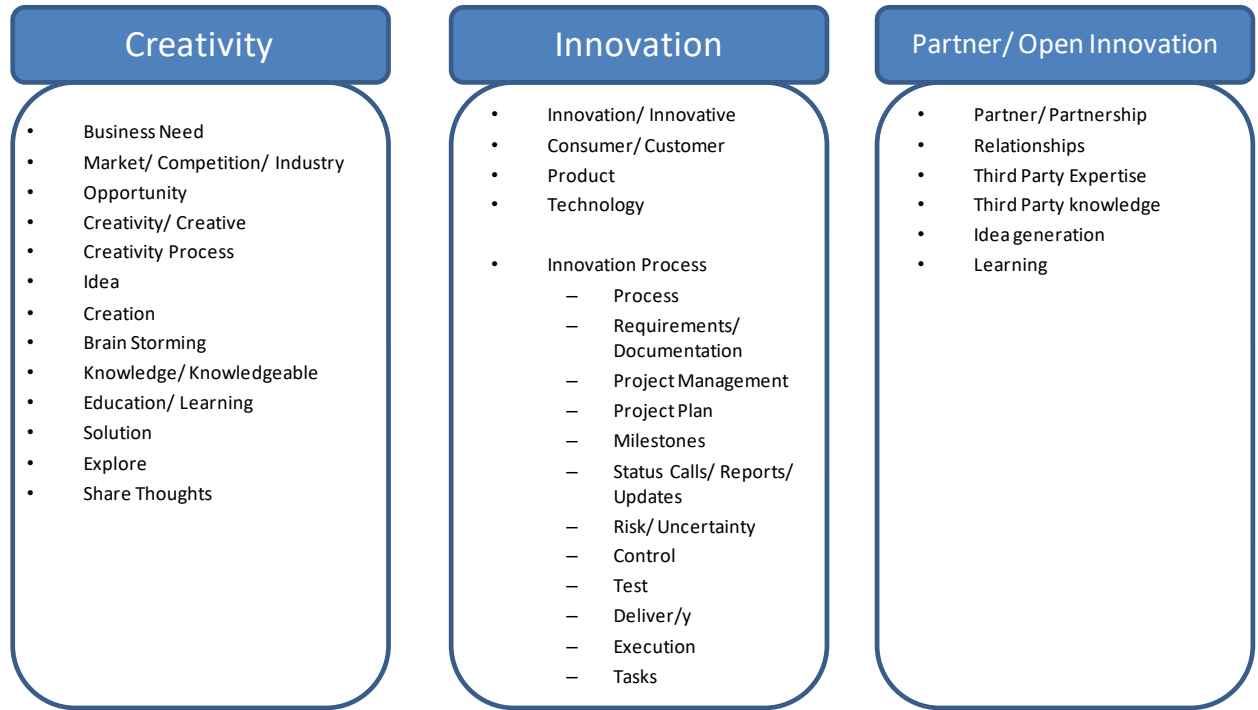 Creativity
• Business Need
• Market/ Competition/ Industry
• Opportunity
• Creativity/ Creative
• Creativity Process
• Idea
• Creation
• Brain Storming
• Knowledge/ Knowledgeable
• Education/ Learning
• Solution
• Explore
• Share Thoughts
Innovation
• Innovation/ Innovative
• Consumer/ Customer
• Product
• Technology
• Innovation Process
– Process
– Requirements/
Documentation
– Project Management
– Project Plan
– Milestones
– Status Calls/ Reports/
Updates
– Risk/ Uncertainty
– Control
– Test
– Deliver/y
– Execution
– Tasks
Partner/ Open Innovation
• Partner/ Partnership
• Relationships
• Third Party Expertise
• Third Party knowledge
• Idea generation
• Learning